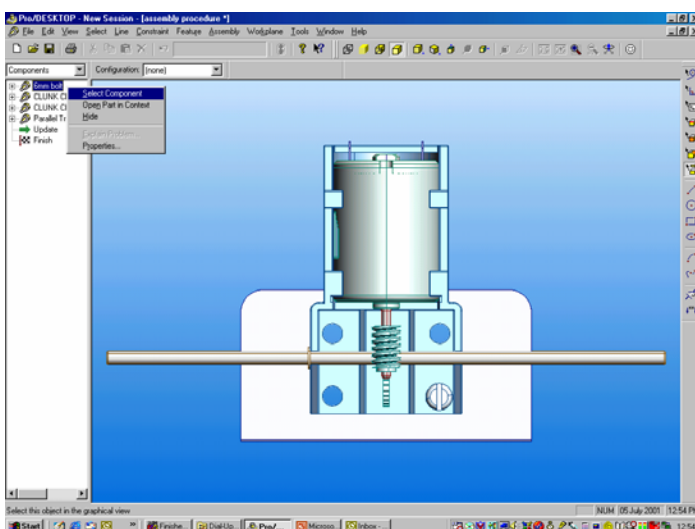 Pro/DESKTOP - New Session - [assembly procedure *]
File Edit View Select Line Constraint Feature Assembly Workplane Tools Window Help
Components Configuration: (none)
6mm bolt
Select Component
CLUNK Cl
Open Part in Context
CLUNK Cl
Hide
Parallel Tr
Update
Explain Problem...
Finish
Properties...
Select this object in the graphical view NUM 05 July 2001 12:54 PM
Start Finishe... Dial-Up... Pro/... Microso... Inbox -...